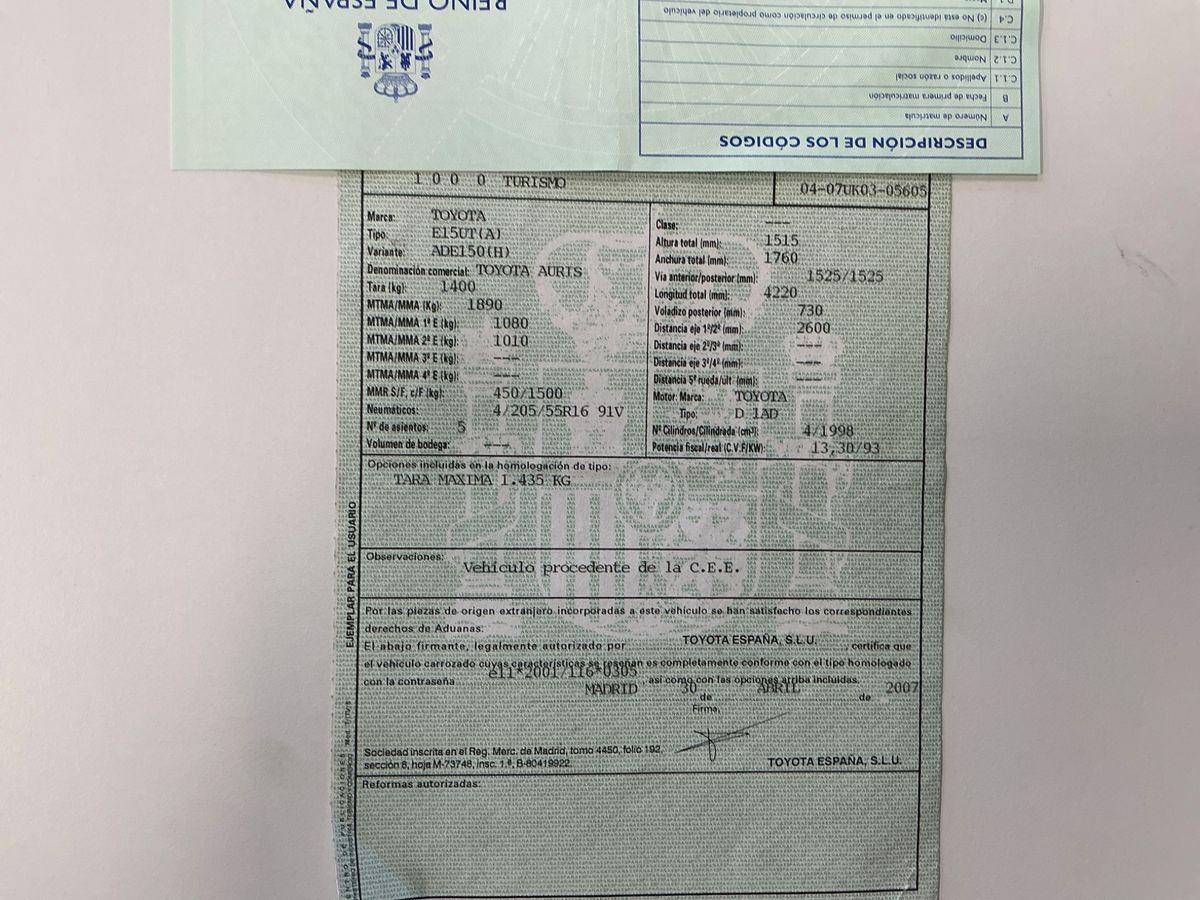 REINO DE ESPAÑA
DESCRIPCIÓN DE LOS CÓDIGOS
A Número de matrícula
B Fecha de primera matriculación
C.1.1 Apellidos o razón social
C.1.2 Nombre
C.1.3 Domicilio
C.4 (c) No esta identificado en el permiso de circulación como propietario del vehículo
D.1
1 0 0 0 TURISMO
04-07UK03-05605
Marca: TOYOTA
Tipo: E15UT(A)
Variante: ADE150(H)
Denominación comercial: TOYOTA AURIS
Tara (kg): 1400
MTMA/MMA (Kg): 1890
MTMA/MMA 1º E (kg): 1080
MTMA/MMA 2º E (kg): 1010
MTMA/MMA 3º E (kg): ---
MTMA/MMA 4º E (kg): ---
MMR S/F, c/F (kg): 450/1500
Neumáticos: 4/205/55R16 91V
Nº de asientos: 5
Volumen de bodega: ---
Clase: ---
Altura total (mm): 1515
Anchura total (mm): 1760
Vía anterior/posterior (mm): 1525/1525
Longitud total (mm): 4220
Voladizo posterior (mm): 730
Distancia eje 1º/2º (mm): 2600
Distancia eje 2º/3º (mm): ---
Distancia eje 3º/4º (mm): ---
Distancia 5ª rueda/últ. (mm): ---
Motor: Marca: TOYOTA
Tipo: D 1AD
Nº Cilindros/Cilindrada (cm³): 4/1998
Potencia fiscal/real (C.V.F/KW): 13,30/93
Opciones incluidas en la homologación de tipo:
TARA MAXIMA 1.435 KG
Observaciones:
Vehículo procedente de la C.E.E.
Por las piezas de origen extranjero incorporadas a este vehículo se han satisfecho los correspondientes
derechos de Aduanas:
El abajo firmante, legalmente autorizado por TOYOTA ESPAÑA, S.L.U. , certifica que
el vehículo carrozado cuyas características se reseñan es completamente conforme con el tipo homologado
con la contraseña e11*2001/116*0305 así como con las opciones arriba incluidas.
MADRID 30 de ABRIL de 2007
Firma,
Sociedad inscrita en el Reg. Merc. de Madrid, tomo 4450, folio 192,
sección 8, hoja M-73748, insc. 1.ª, B-80419922
TOYOTA ESPAÑA, S.L.U.
Reformas autorizadas:
EJEMPLAR PARA EL USUARIO